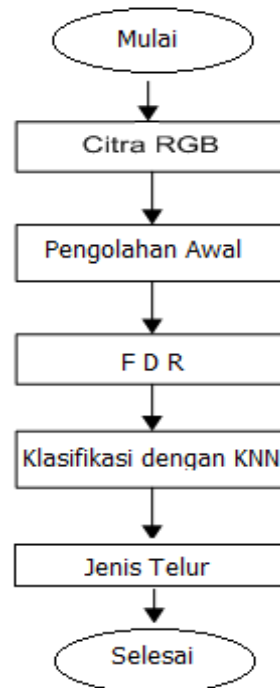 Mulai
Citra RGB
Pengolahan Awal
F D R
Klasifikasi dengan KNN
Jenis Telur
Selesai